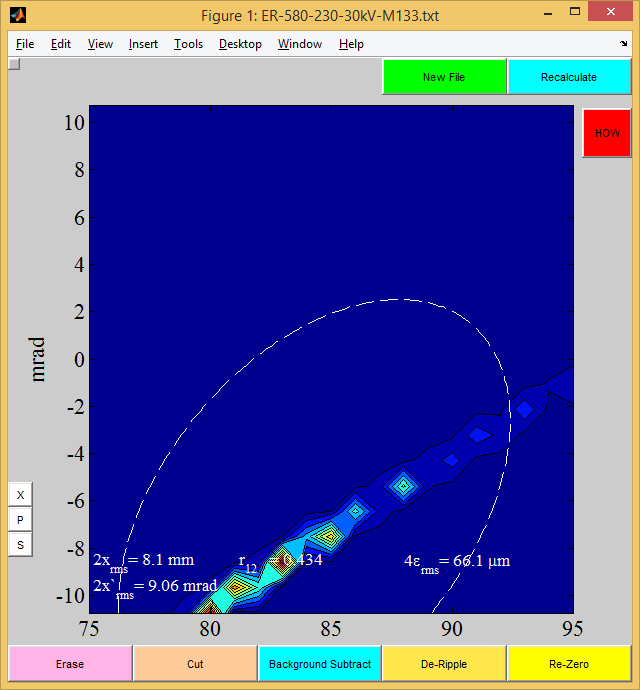 Figure 1: ER-580-230-30kV-M133.txt
File Edit View Insert Tools Desktop Window Help
New File Recalculate
HOW
10
8
6
4
2
0
-2
-4
-6
-8
-10
mrad
X
P
S
2xrms= 8.1 mm r12 = 0.434 4εrms= 66.1 μm
2x`rms= 9.06 mrad
75 80 85 90 95
Erase Cut Background Subtract De-Ripple Re-Zero